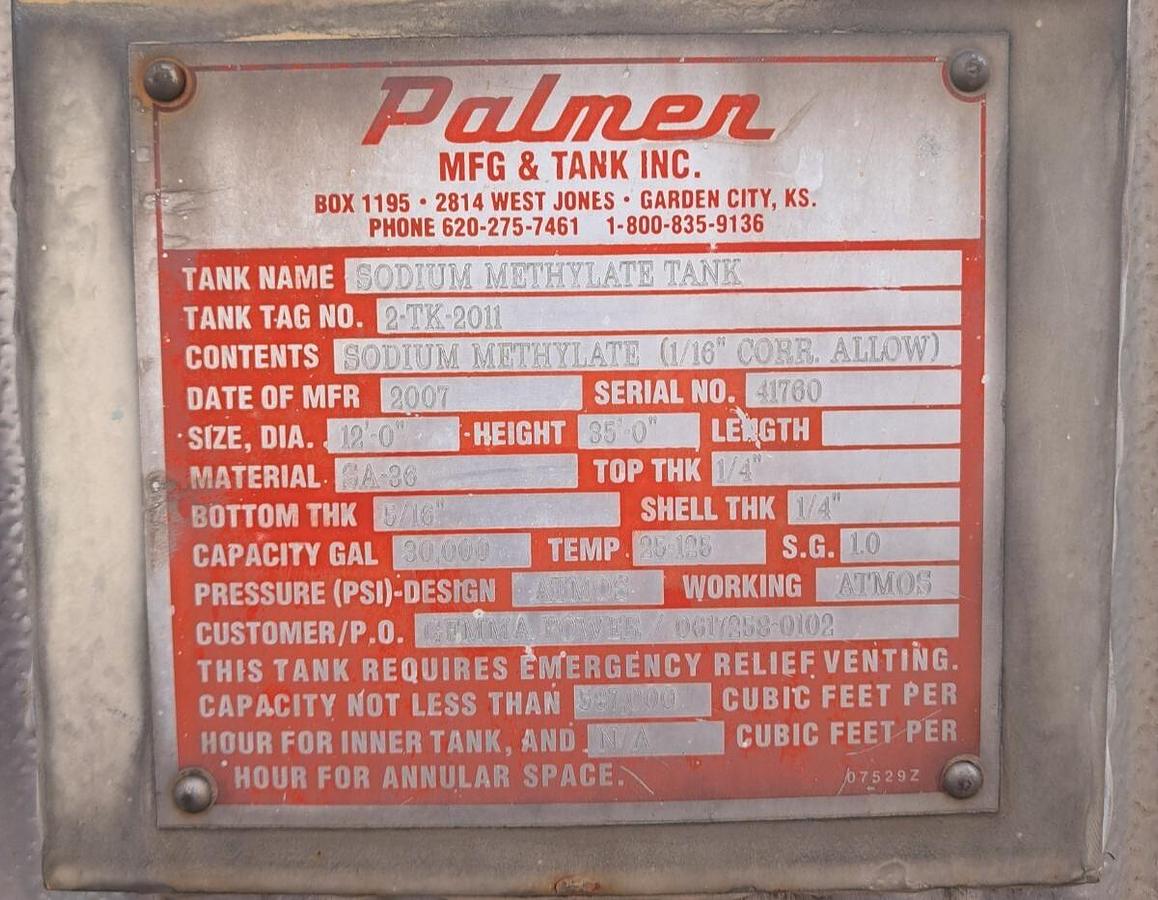 Palmer
MFG & TANK INC.
BOX 1195 • 2814 WEST JONES • GARDEN CITY, KS.
PHONE 620-275-7461 1-800-835-9136
TANK NAME SODIUM METHYLATE TANK
TANK TAG NO. 2-TK-2011
CONTENTS SODIUM METHYLATE (1/16" CORR. ALLOW)
DATE OF MFR 2007 SERIAL NO. 41760
SIZE, DIA. 12'-0" HEIGHT 35'-0" LENGTH
MATERIAL SA-36 TOP THK 1/4"
BOTTOM THK 5/16" SHELL THK 1/4"
CAPACITY GAL 30,000 TEMP. 25-125 S.G. 1.0
PRESSURE (PSI)-DESIGN ATMOS WORKING ATMOS
CUSTOMER/P.O. GEMMA POWER / 0617258-0102
THIS TANK REQUIRES EMERGENCY RELIEF VENTING.
CAPACITY NOT LESS THAN CUBIC FEET PER
HOUR FOR INNER TANK, AND N/A CUBIC FEET PER
HOUR FOR ANNULAR SPACE.
07529Z